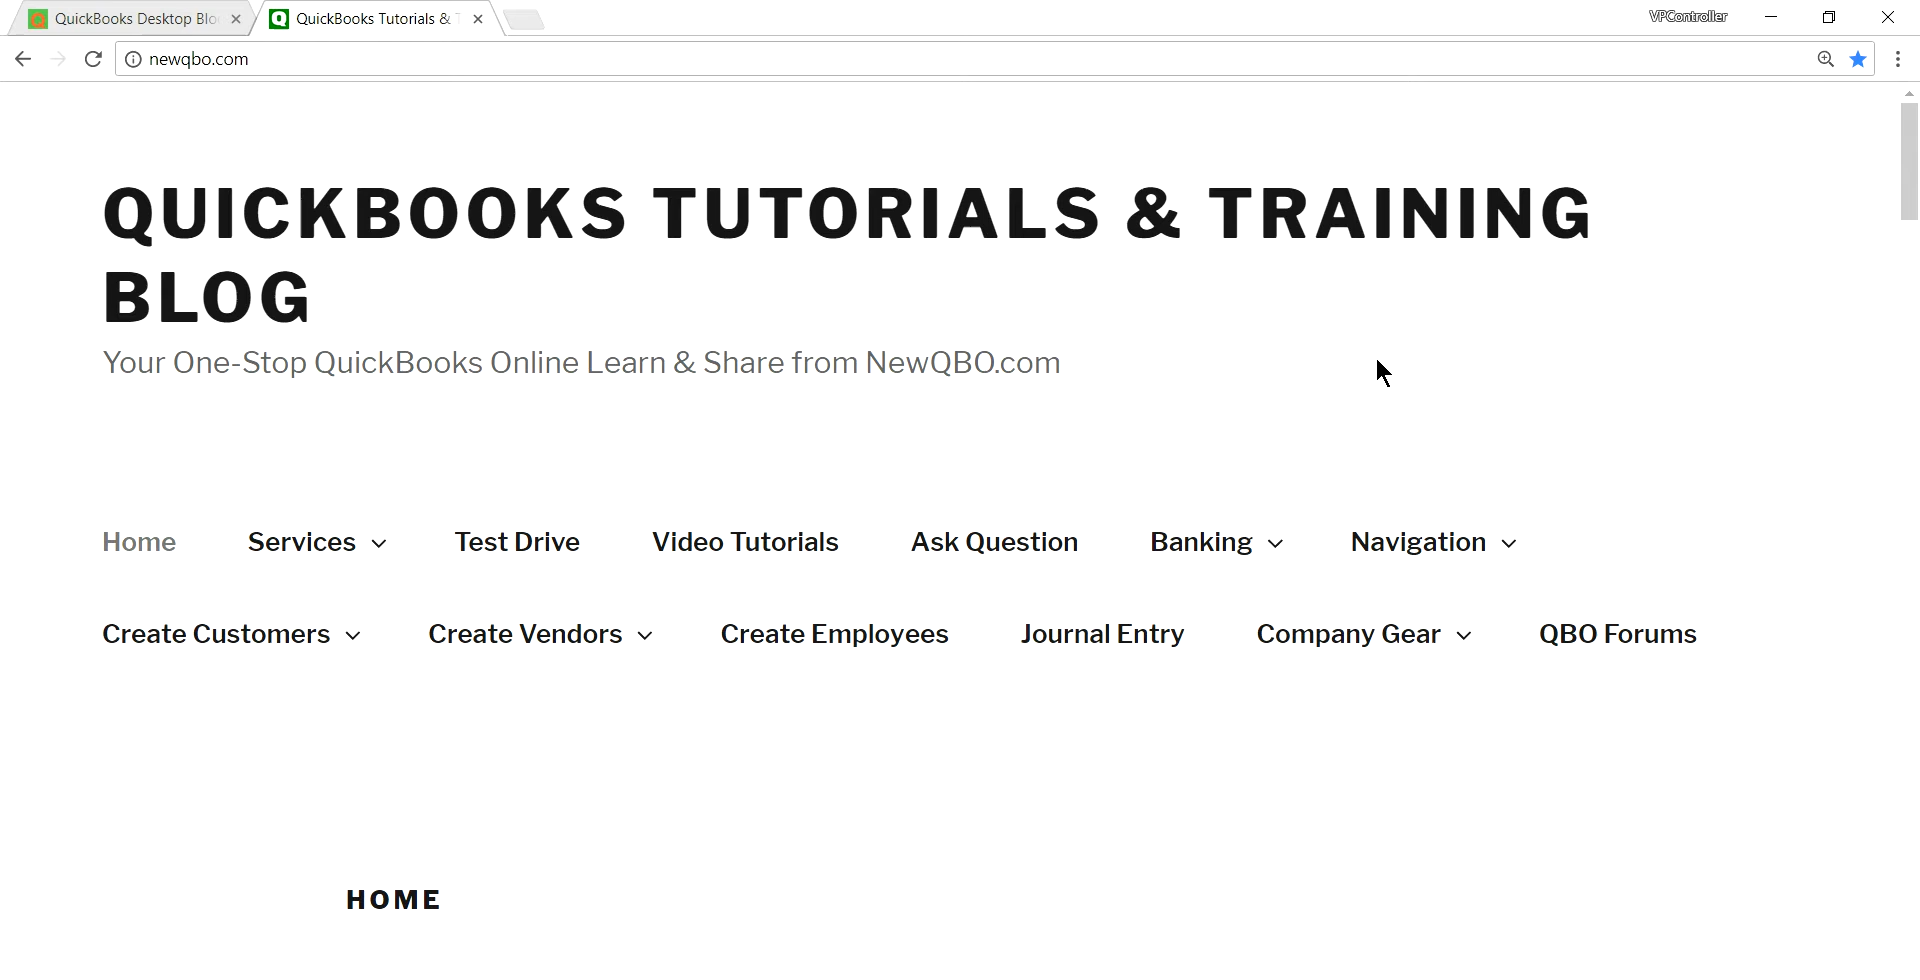 QuickBooks Desktop Blo
QuickBooks Tutorials &
VPController
newqbo.com
QUICKBOOKS TUTORIALS & TRAINING
BLOG
Your One-Stop QuickBooks Online Learn & Share from NewQBO.com
Home Services Test Drive Video Tutorials Ask Question Banking Navigation
Create Customers Create Vendors Create Employees Journal Entry Company Gear QBO Forums
HOME